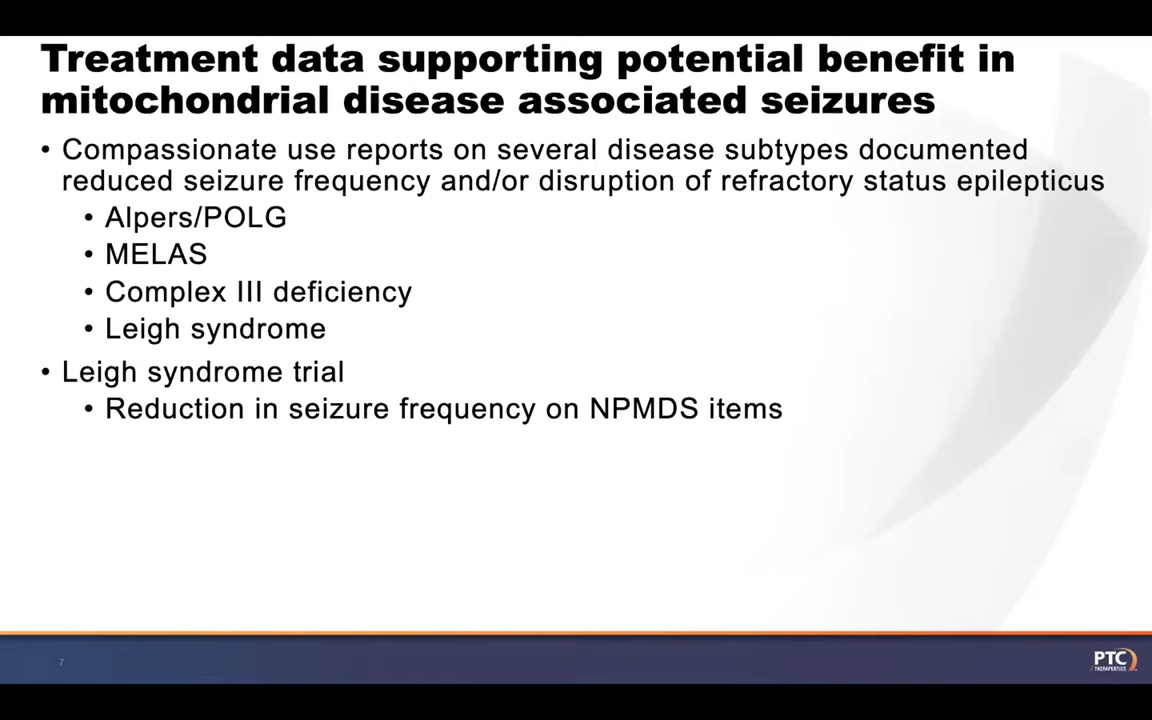 Treatment data supporting potential benefit in
mitochondrial disease associated seizures
• Compassionate use reports on several disease subtypes documented
reduced seizure frequency and/or disruption of refractory status epilepticus
• Alpers/POLG
• MELAS
• Complex III deficiency
• Leigh syndrome
• Leigh syndrome trial
• Reduction in seizure frequency on NPMDS items
7
PTC
THERAPEUTICS